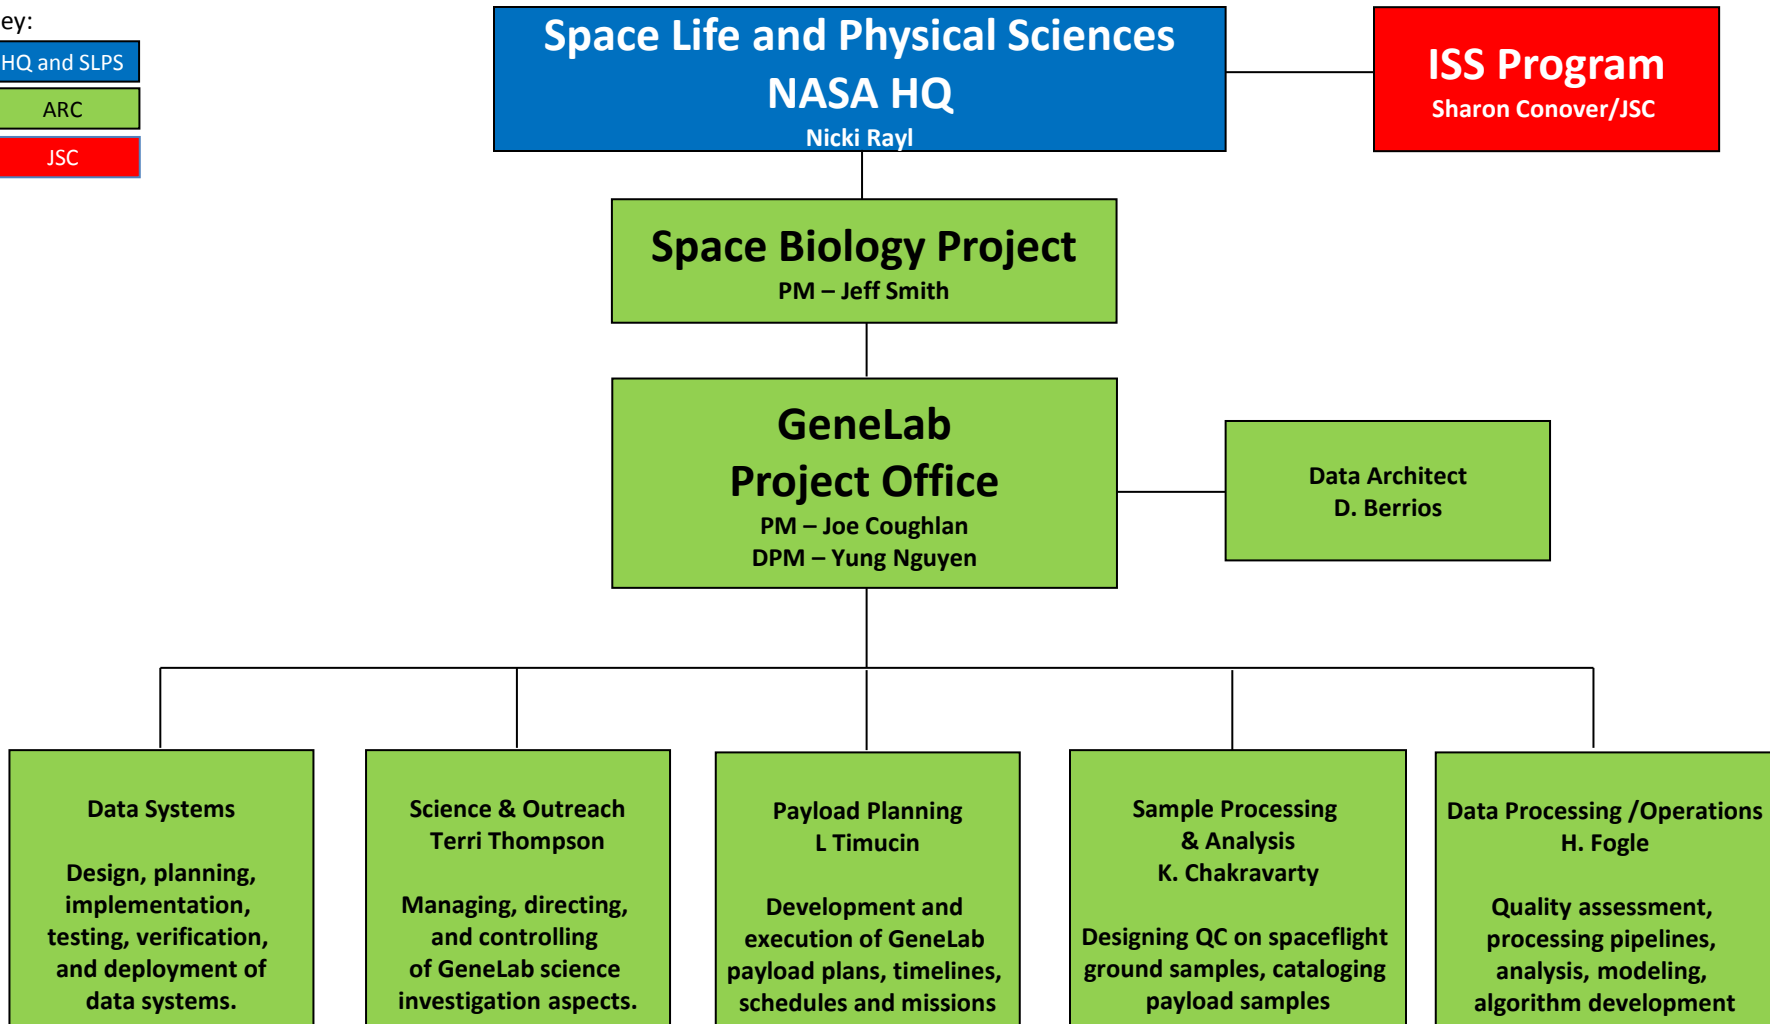 ey:
HQ and SLPS
ARC
JSC
Space Life and Physical Sciences
NASA HQ
Nicki Rayl
ISS Program
Sharon Conover/JSC
Space Biology Project
PM – Jeff Smith
GeneLab
Project Office
PM – Joe Coughlan
DPM – Yung Nguyen
Data Architect
D. Berrios
Data Systems
Design, planning,
implementation,
testing, verification,
and deployment of
data systems.
Science & Outreach
Terri Thompson
Managing, directing,
and controlling
of GeneLab science
investigation aspects.
Payload Planning
L Timucin
Development and
execution of GeneLab
payload plans, timelines,
schedules and missions
Sample Processing
& Analysis
K. Chakravarty
Designing QC on spaceflight
ground samples, cataloging
payload samples
Data Processing /Operations
H. Fogle
Quality assessment,
processing pipelines,
analysis, modeling,
algorithm development